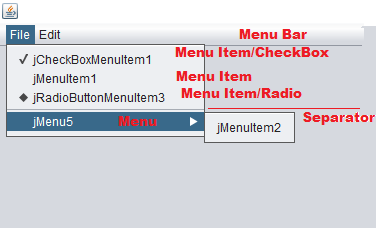 File Edit Menu Bar
jCheckBoxMenuItem1 Menu Item/CheckBox
jMenuItem1 Menu Item
jRadioButtonMenuItem3 Menu Item/Radio
Separator
jMenu5 Menu jMenuItem2